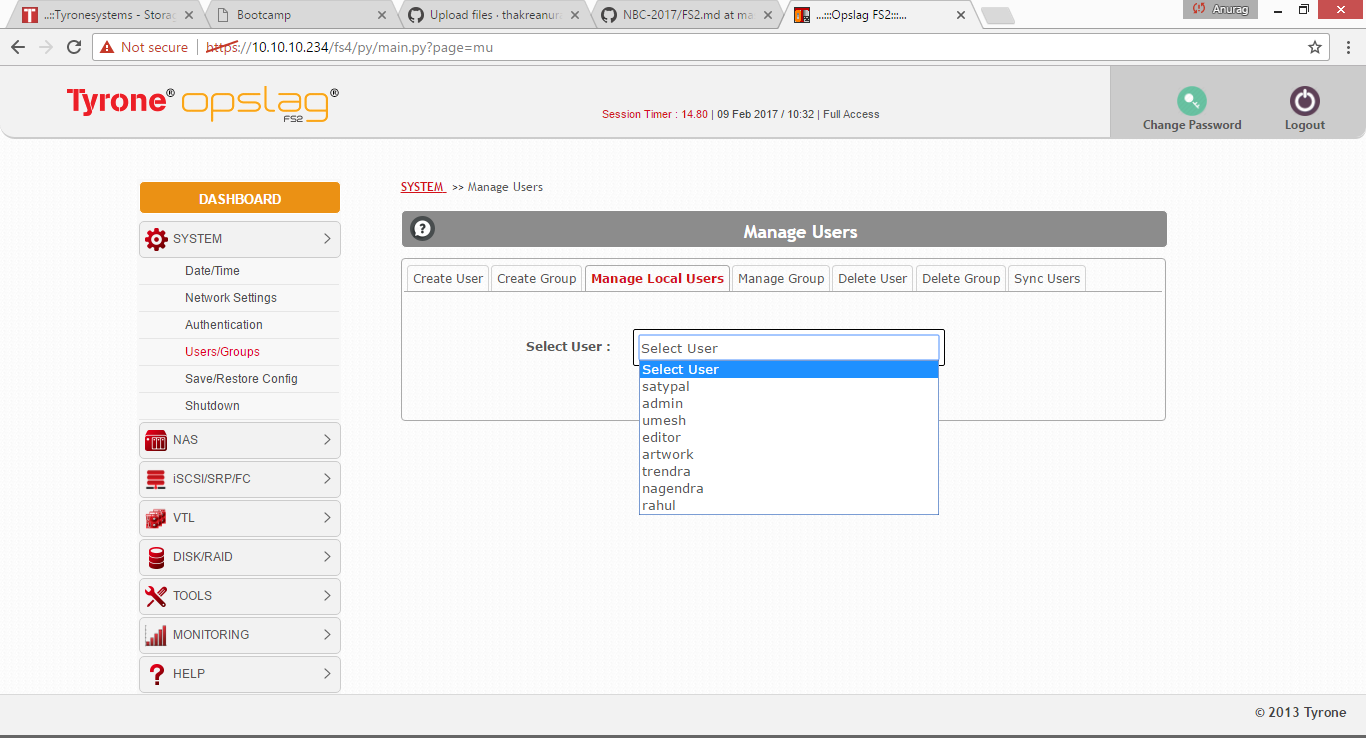 ..::Tyronesystems - Storag
Bootcamp
Upload files · thakreanur
NBC-2017/FS2.md at ma
...:::Opslag FS2:::...
Anurag
Not secure | https://10.10.10.234/fs4/py/main.py?page=mu
Tyrone® opslag®
FS2
Session Timer : 14.80 | 09 Feb 2017 / 10:32 | Full Access
Change Password
Logout
DASHBOARD
SYSTEM
Date/Time
Network Settings
Authentication
Users/Groups
Save/Restore Config
Shutdown
NAS
iSCSI/SRP/FC
VTL
DISK/RAID
TOOLS
MONITORING
HELP
SYSTEM >> Manage Users
?
Manage Users
Create User
Create Group
Manage Local Users
Manage Group
Delete User
Delete Group
Sync Users
Select User :
Select User
Select User
satypal
admin
umesh
editor
artwork
trendra
nagendra
rahul
© 2013 Tyrone